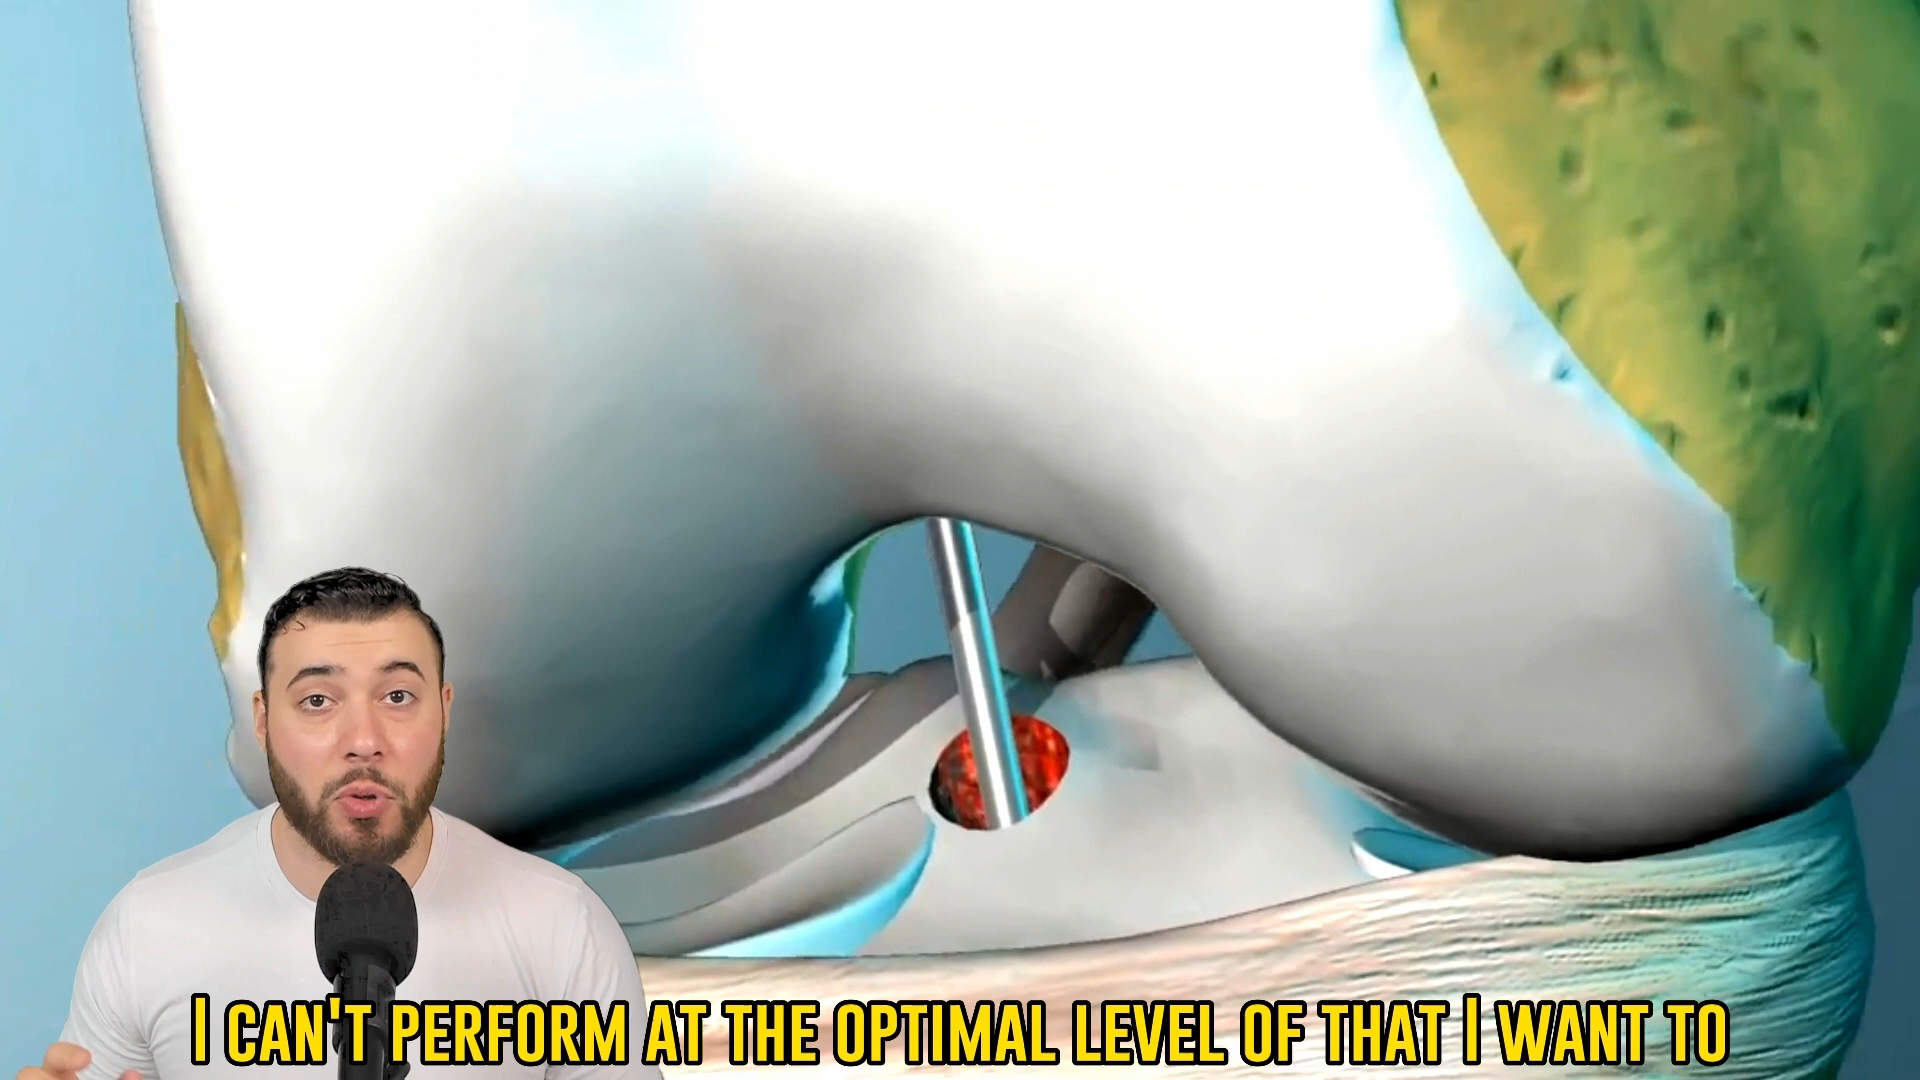 I CAN'T PERFORM AT THE OPTIMAL LEVEL OF THAT I WANT TO